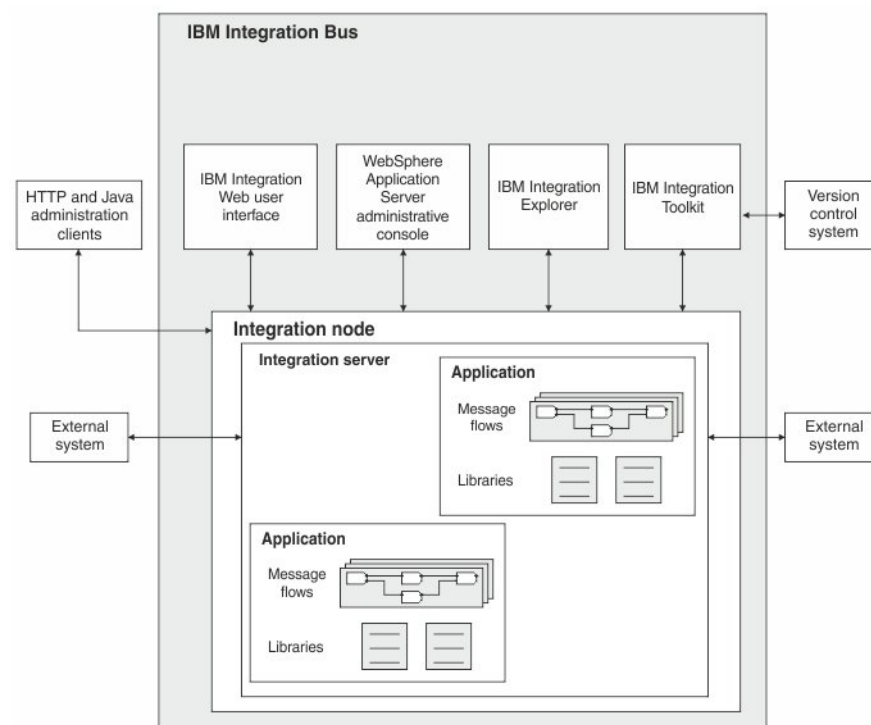 IBM Integration Bus
IBM Integration
Web user
interface
WebSphere
Application
Server
administrative
console
IBM Integration
Explorer
IBM Integration
Toolkit
HTTP and Java
administration
clients
Version
control
system
Integration node
Integration server
Application
Message
flows
Libraries
External
system
External
system
Application
Message
flows
Libraries